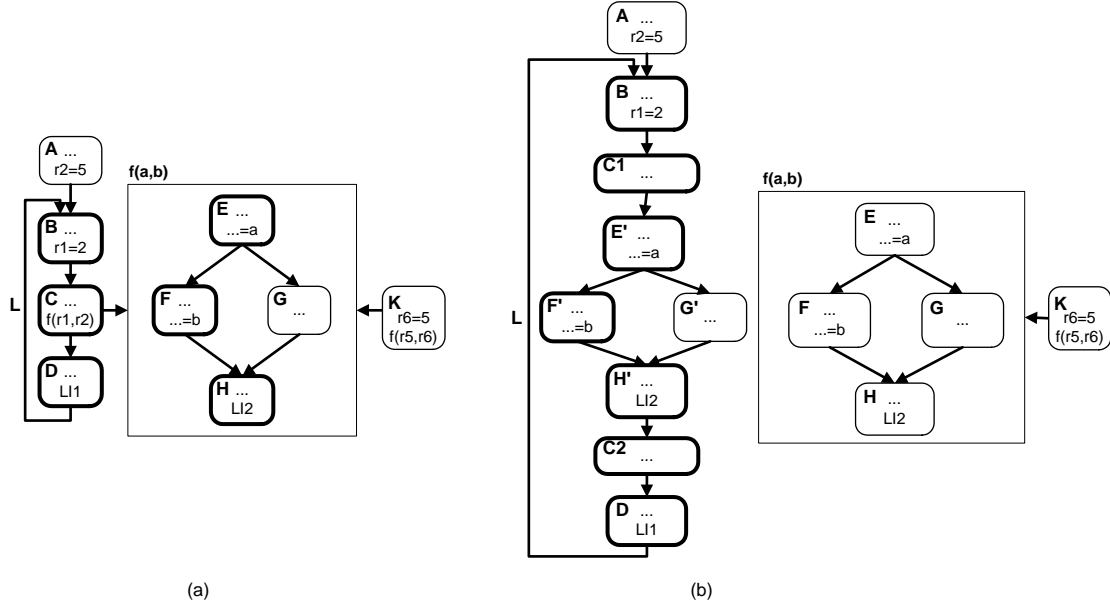 A ...
r2=5
B ...
r1=2
L
C ...
f(r1,r2)
D ...
LI1
f(a,b)
E ...
...=a
F ...
...=b
G
...
H ...
LI2
K
r6=5
f(r5,r6)
(a)
A ...
r2=5
B ...
r1=2
C1
...
E' ...
...=a
L
F' ...
...=b
G'
...
H' ...
LI2
C2
...
D ...
LI1
f(a,b)
E ...
...=a
F ...
...=b
G
...
H ...
LI2
K
r6=5
f(r5,r6)
(b)